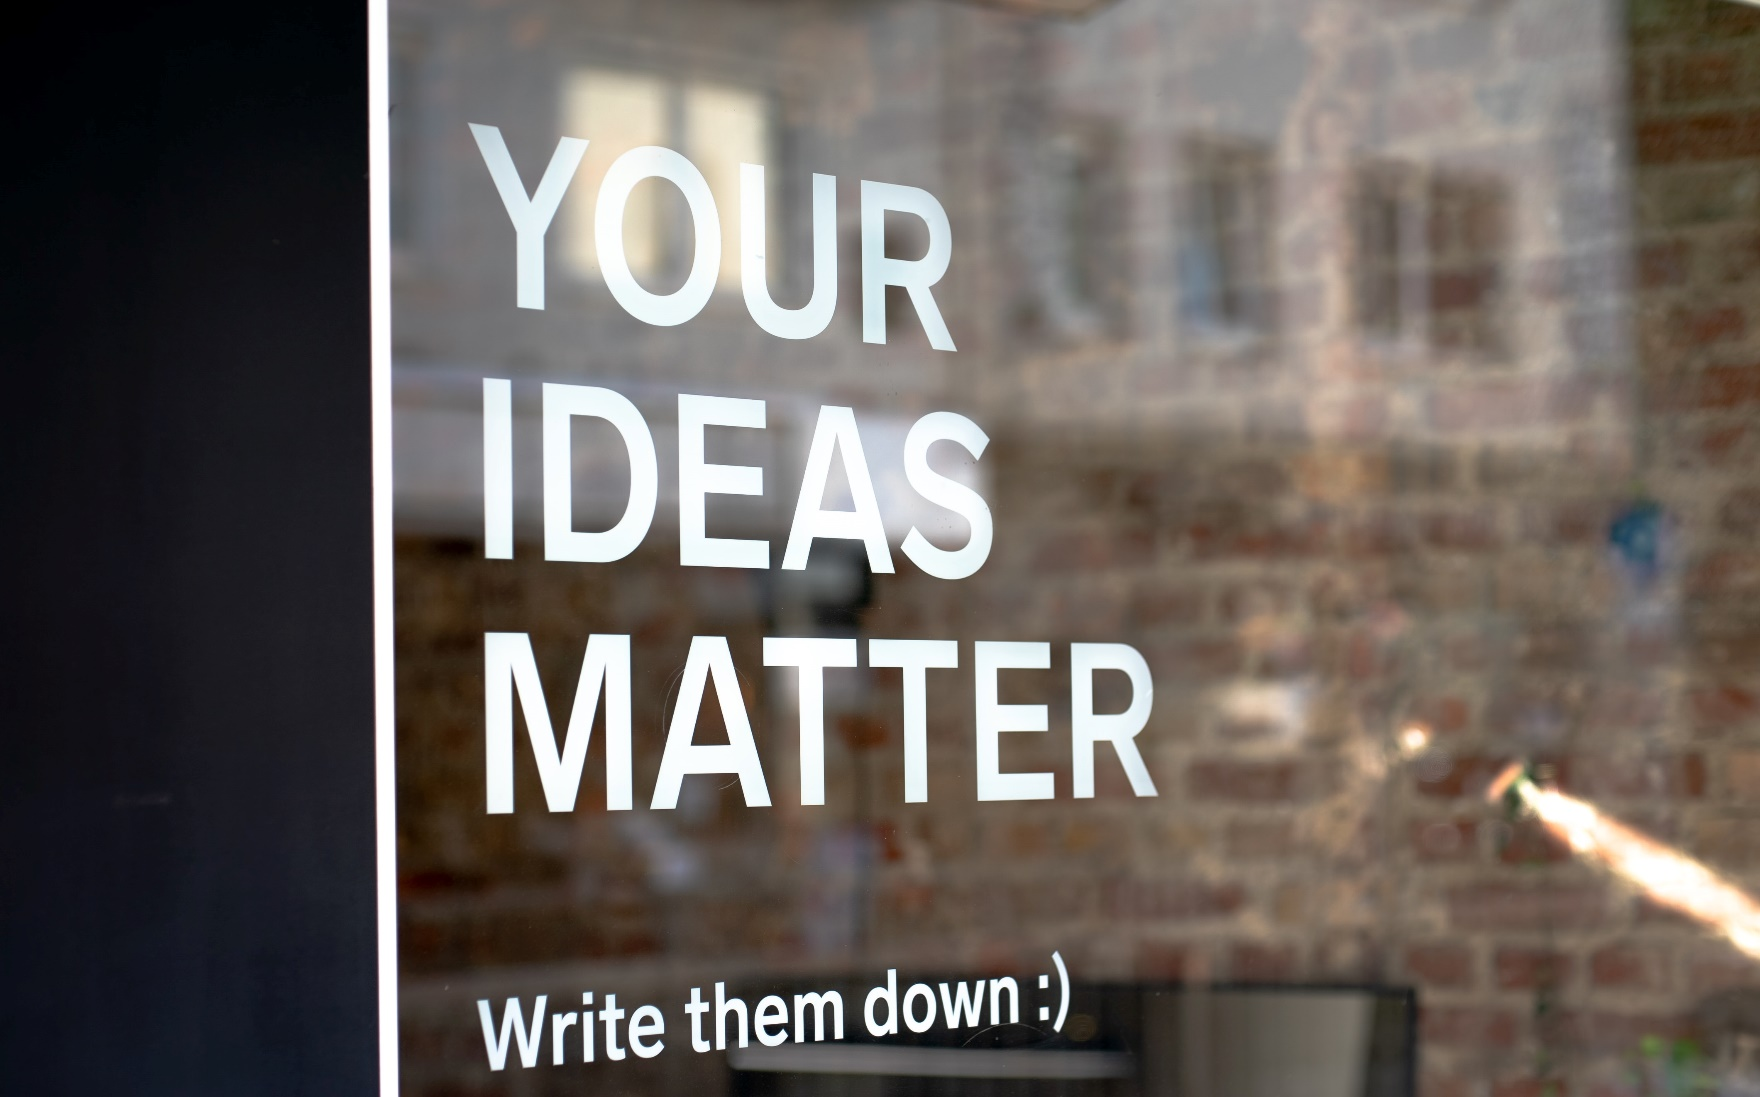 YOUR
IDEAS
MATTER
Write them down :)